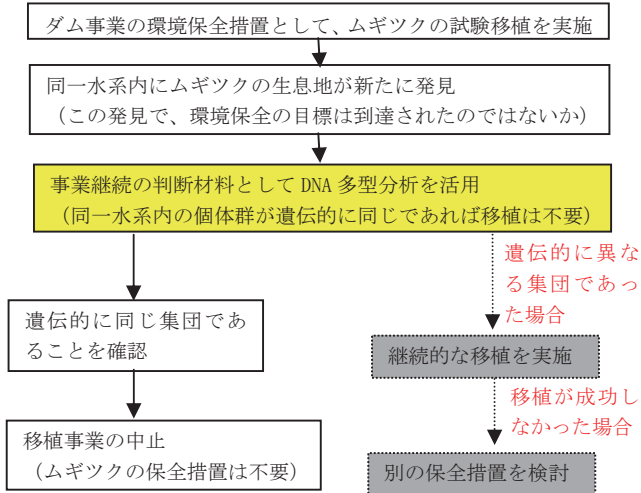 ダム事業の環境保全措置として、ムギツクの試験移植を実施
同一水系内にムギツクの生息地が新たに発見
（この発見で、環境保全の目標は到達されたのではないか）
事業継続の判断材料として DNA 多型分析を活用
（同一水系内の個体群が遺伝的に同じであれば移植は不要）
遺伝的に異な
る集団であっ
た場合
遺伝的に同じ集団であ
ることを確認
継続的な移植を実施
移植が成功し
なかった場合
移植事業の中止
（ムギツクの保全措置は不要）
別の保全措置を検討